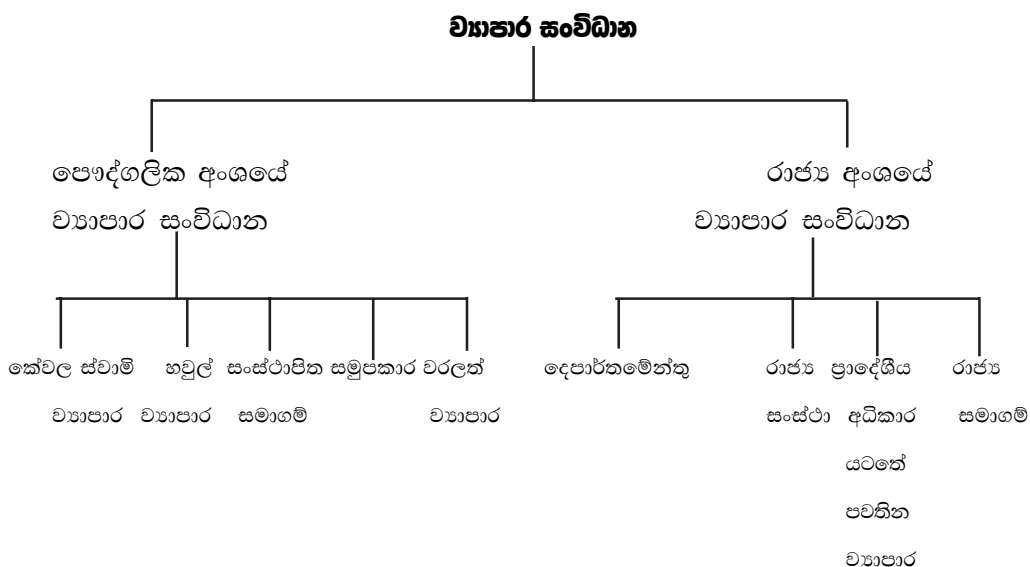 ව්‍යාපාර සංවිධාන
පෞද්ගලික අංශයේ
ව්‍යාපාර සංවිධාන
රාජ්‍ය අංශයේ
ව්‍යාපාර සංවිධාන
කේවල ස්වාමි
ව්‍යාපාර
හවුල්
ව්‍යාපාර
සංස්ථාපිත
සමාගම්
සමුපකාර
වරලත්
ව්‍යාපාර
දෙපාර්තමේන්තු
රාජ්‍ය
සංස්ථා
ප්‍රාදේශීය
අධිකාර
යටතේ
පවතින
ව්‍යාපාර
රාජ්‍ය
සමාගම්